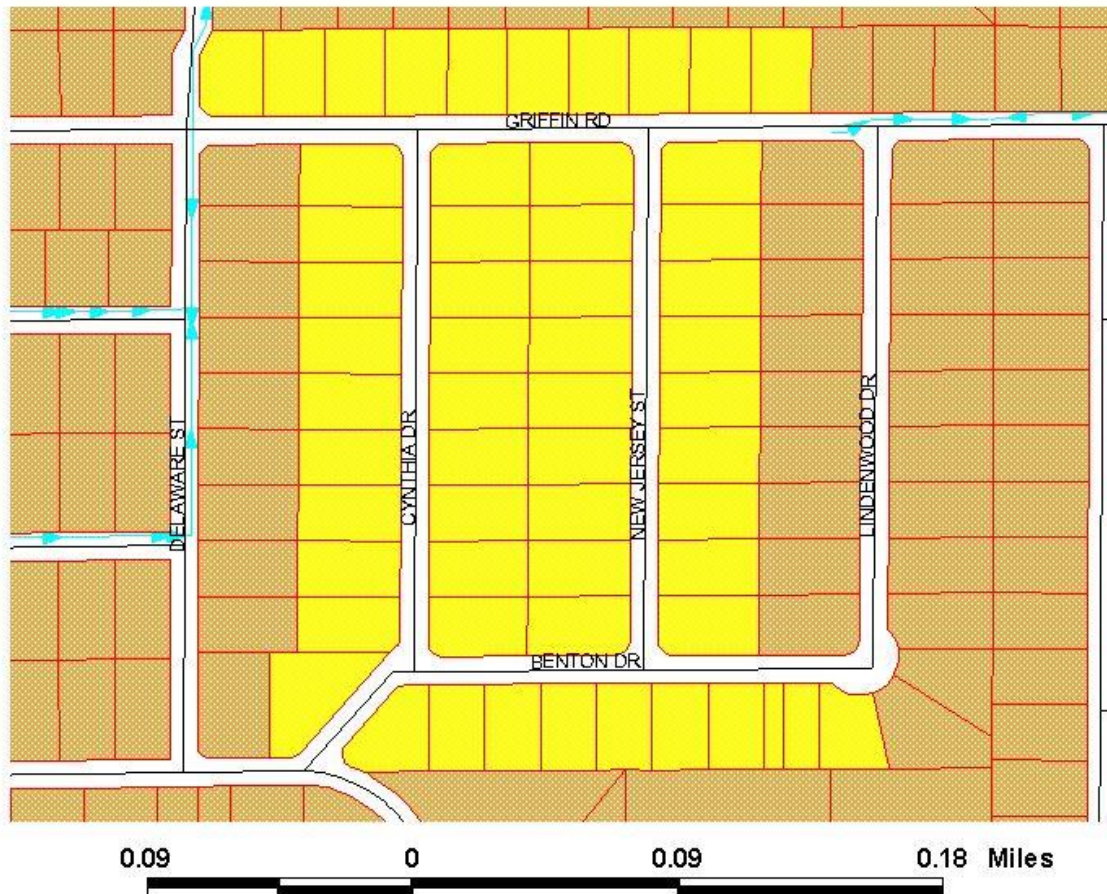 GRIFFIN RD
DELAWARE ST
CYNTHIA DR
NEW JERSEY ST
LINDENWOOD DR
BENTON DR
0.09 0 0.09 0.18 Miles